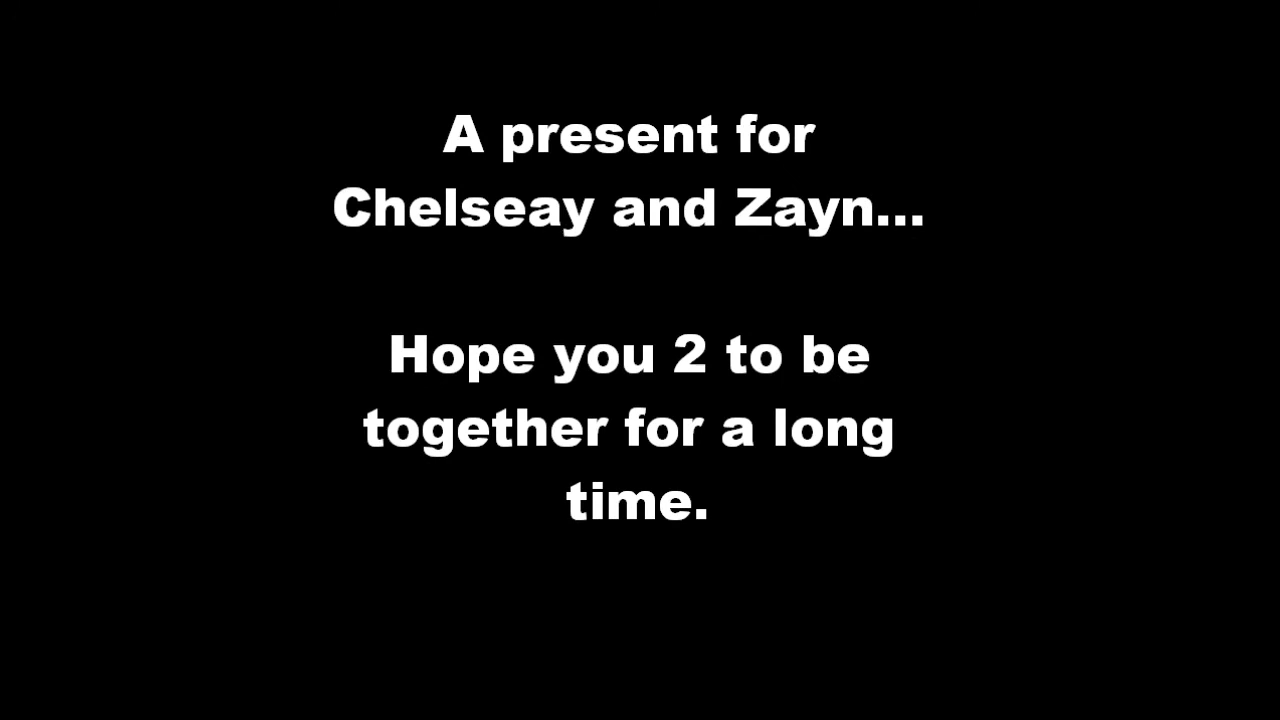 A present for
Chelseay and Zayn...
Hope you 2 to be
together for a long
time.